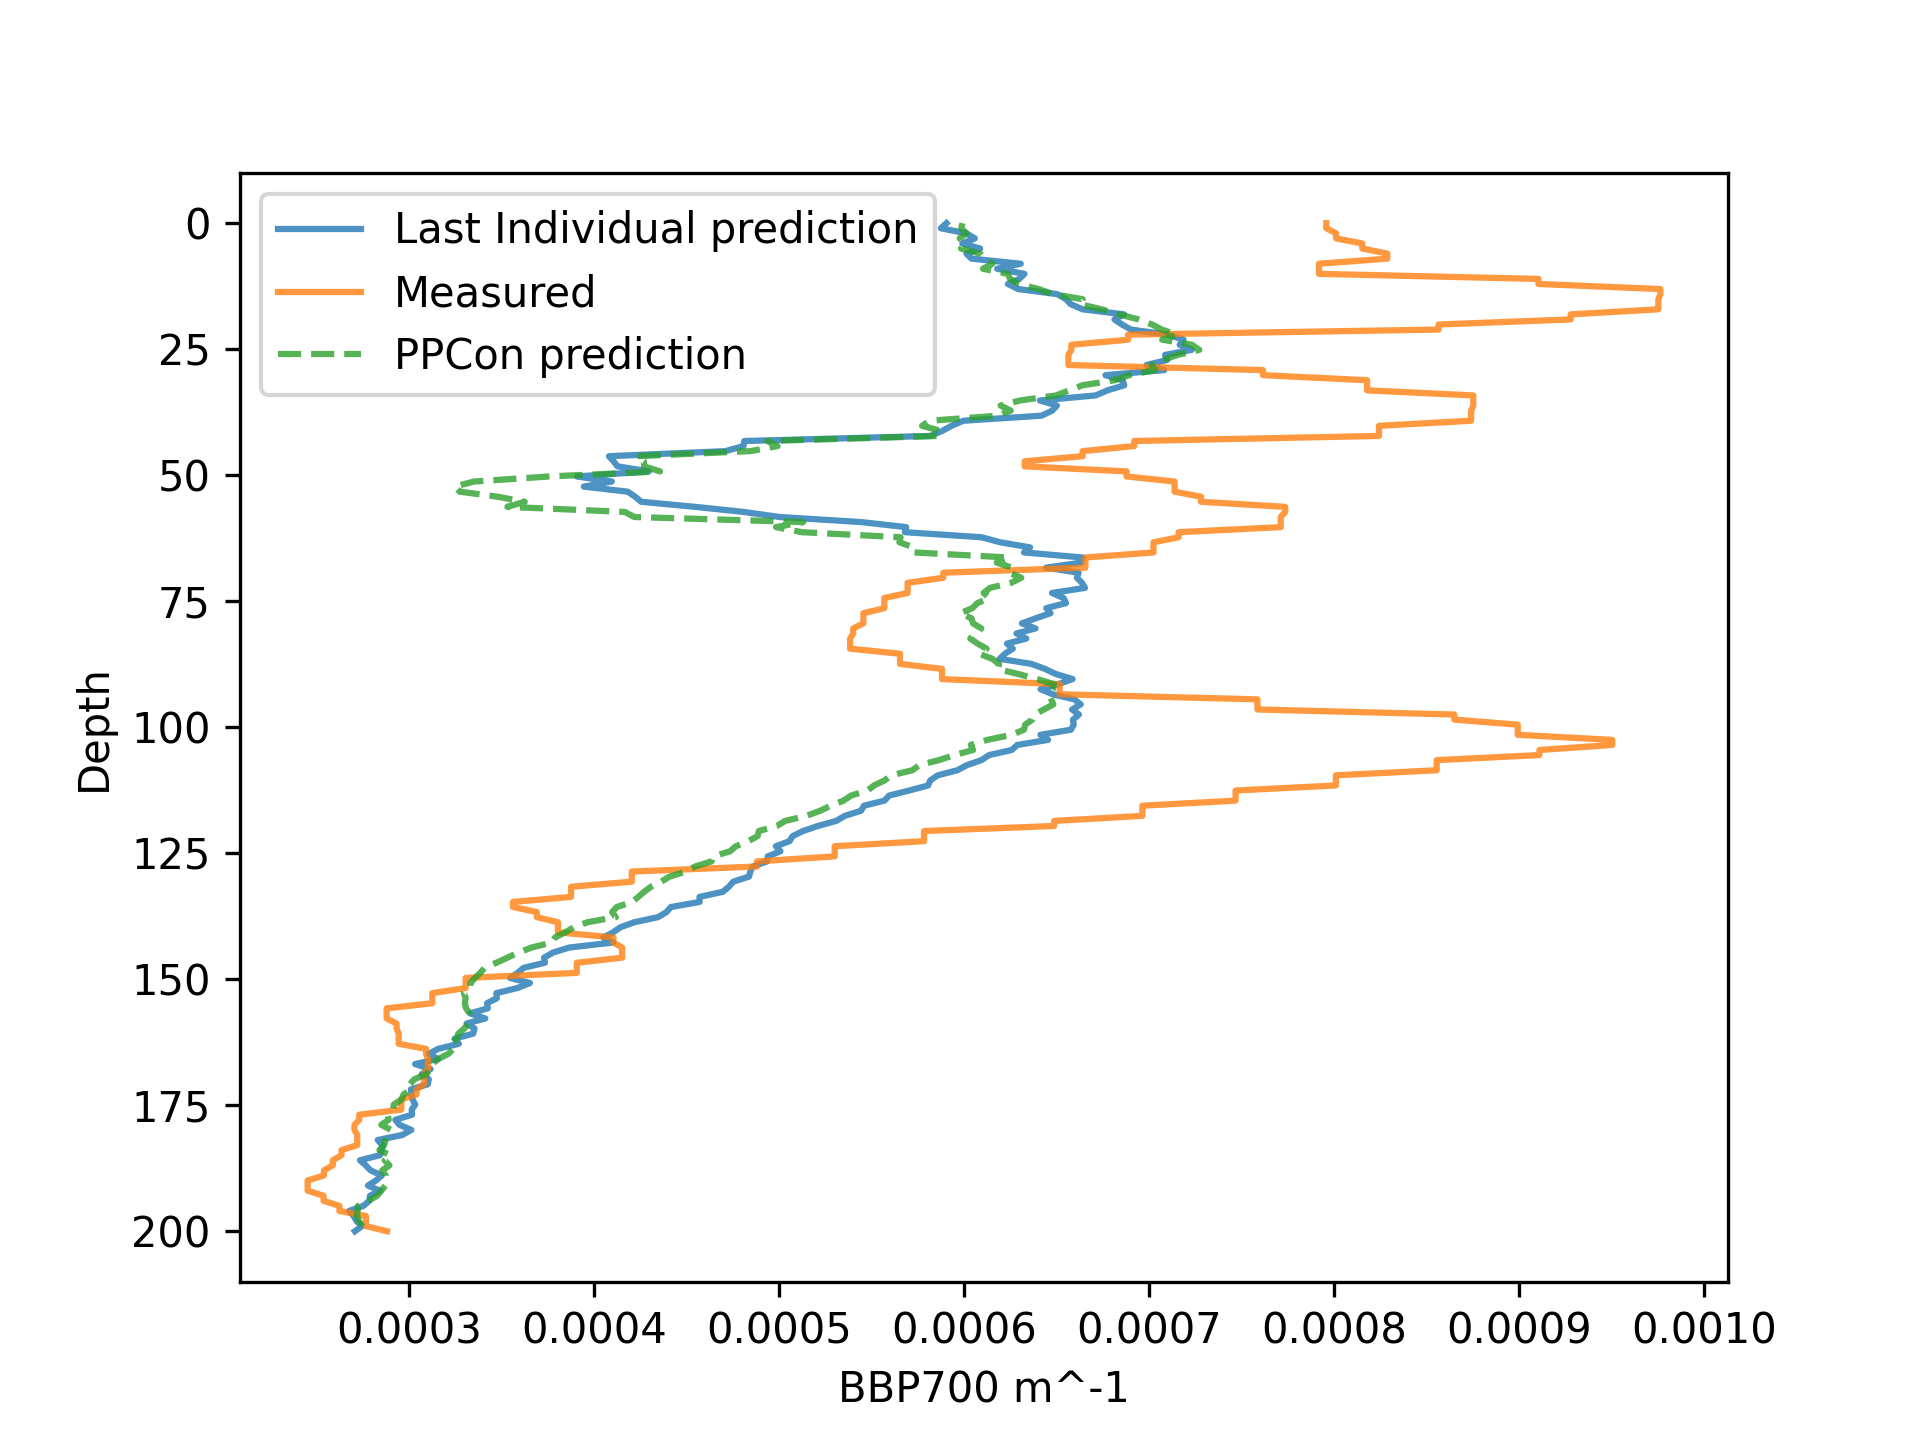 Last Individual prediction
Measured
PPCon prediction
0
25
50
75
100
125
150
175
200
Depth
0.0003 0.0004 0.0005 0.0006 0.0007 0.0008 0.0009 0.0010
BBP700 m^-1